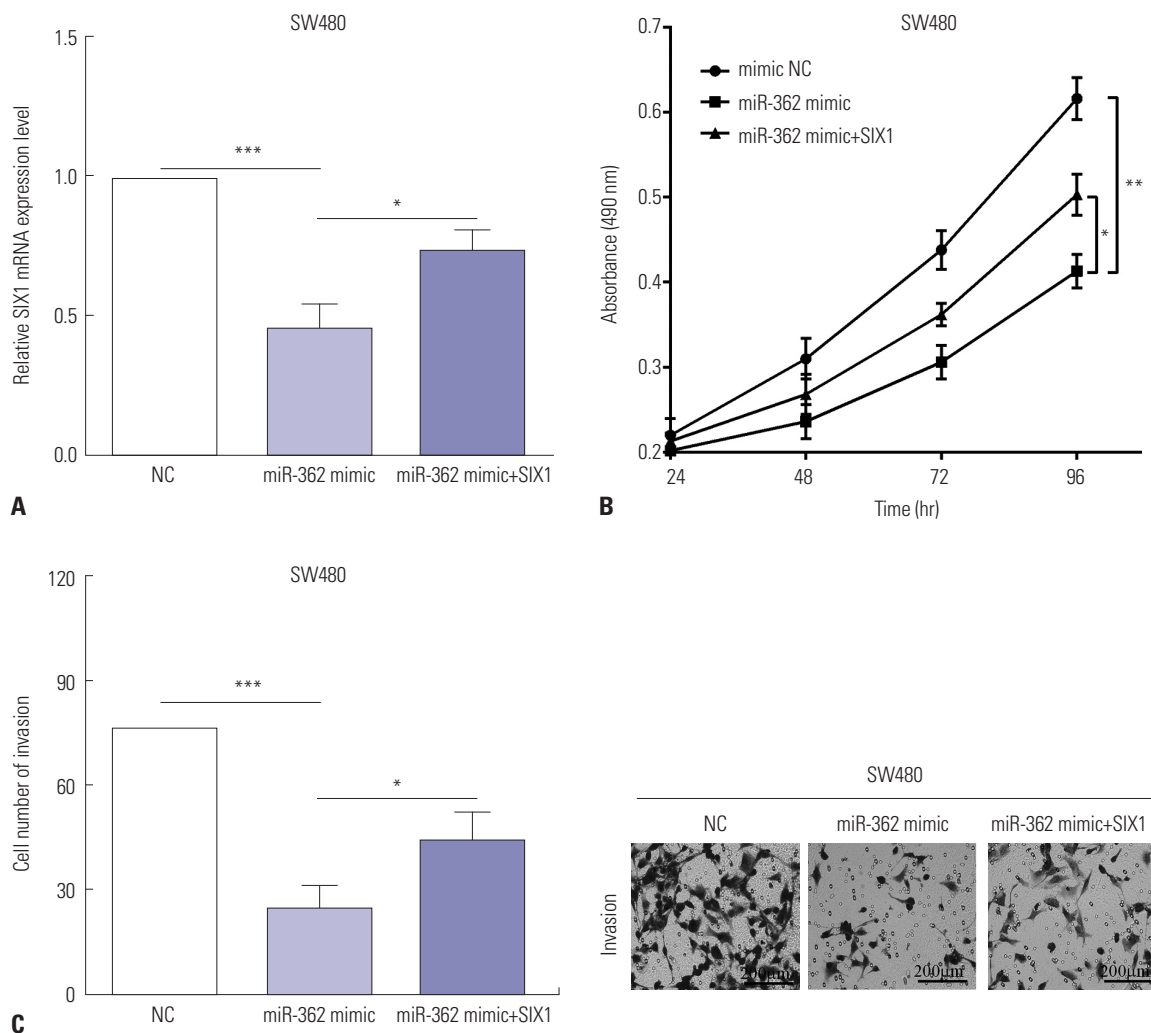 SW480
1.5
1.0
0.5
0.0
Relative SIX1 mRNA expression level
***
*
NC
miR-362 mimic
miR-362 mimic+SIX1
A
SW480
0.7
0.6
0.5
0.4
0.3
0.2
Absorbance (490 nm)
mimic NC
miR-362 mimic
miR-362 mimic+SIX1
**
*
24
48
72
96
Time (hr)
B
SW480
120
90
60
30
0
Cell number of invasion
***
*
NC
miR-362 mimic
miR-362 mimic+SIX1
C
SW480
NC
miR-362 mimic
miR-362 mimic+SIX1
Invasion
200μm
200μm
200μm